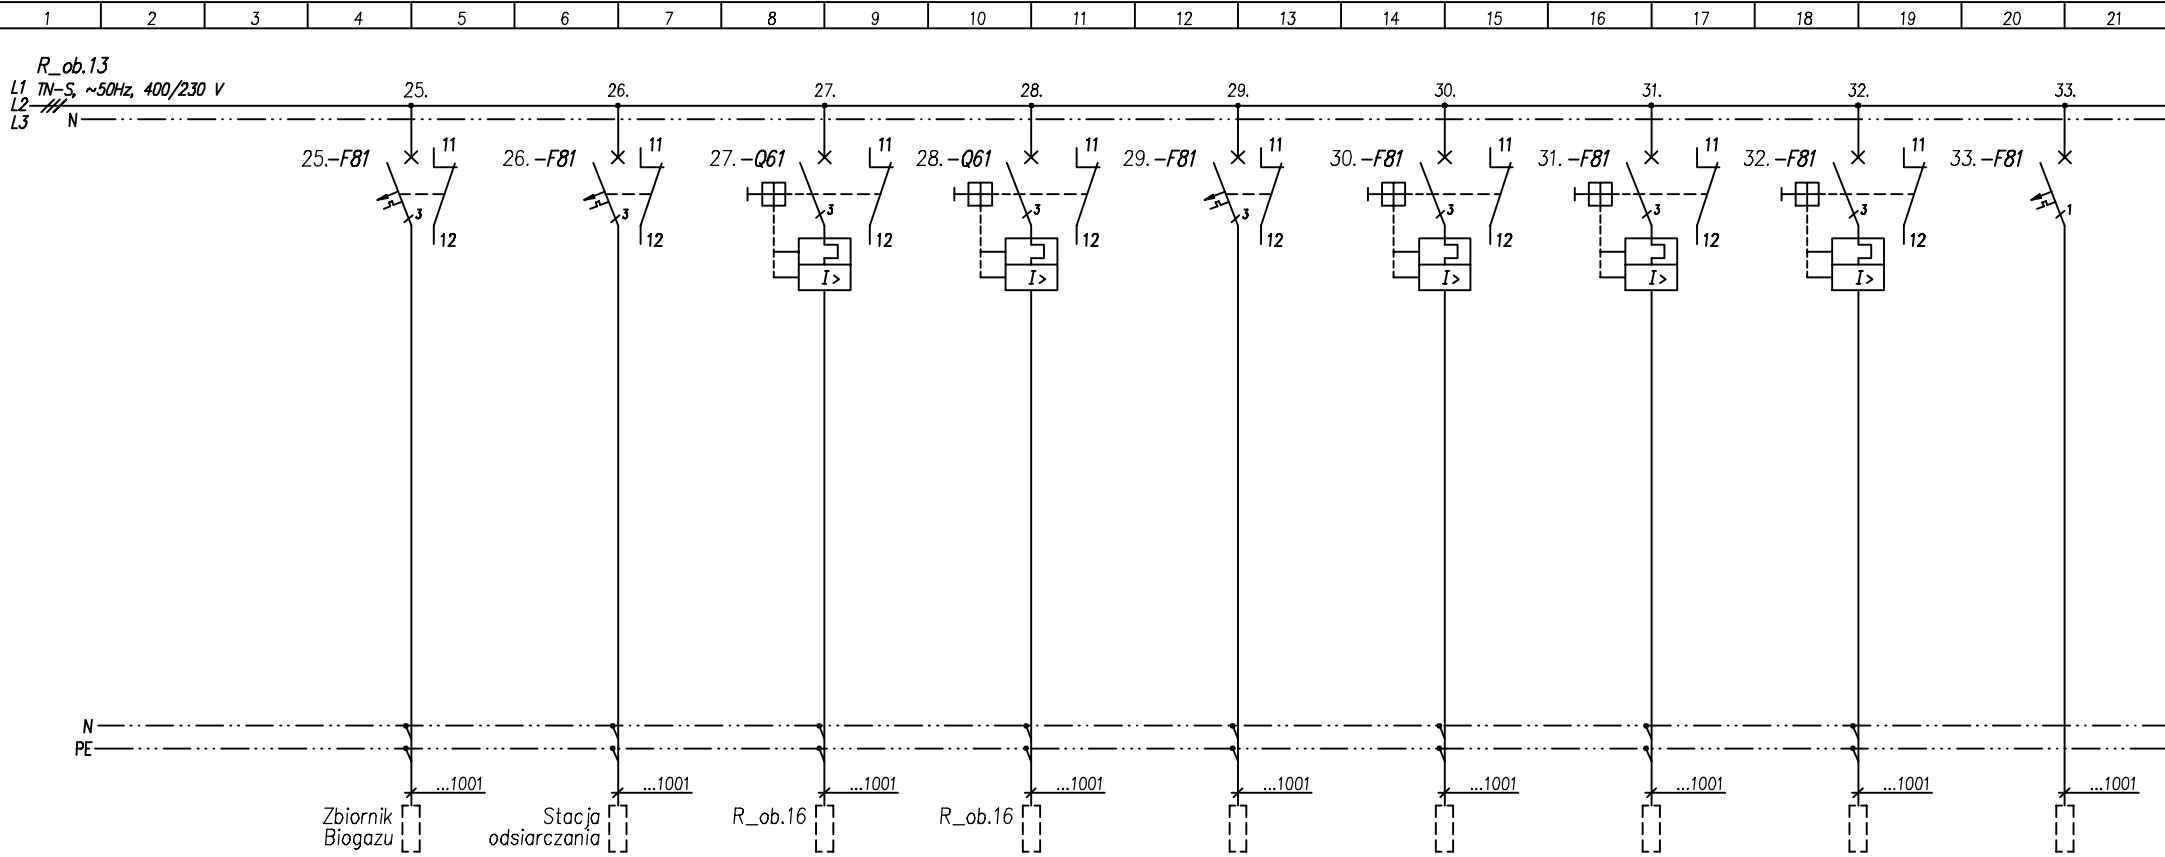 1 2 3 4 5 6 7 8 9 10 11 12 13 14 15 16 17 18 19 20 21
R_ob.13
L1 TN-S, ~50Hz, 400/230 V 25. 26. 27. 28. 29. 30. 31. 32. 33.
L2
L3 N
11 11 11 11 11 11 11 11
25.-F81 26.-F81 27.-Q61 28.-Q61 29.-F81 30.-F81 31.-F81 32.-F81 33.-F81
3 3 3 3 3 3 3 3 1
12 12 12 12 12 12 12 12
I> I> I> I> I>
N
PE
...1001 ...1001 ...1001 ...1001 ...1001 ...1001 ...1001 ...1001 ...1001
Zbiornik Stacja R_ob.16 R_ob.16
Biogazu odsiarczania